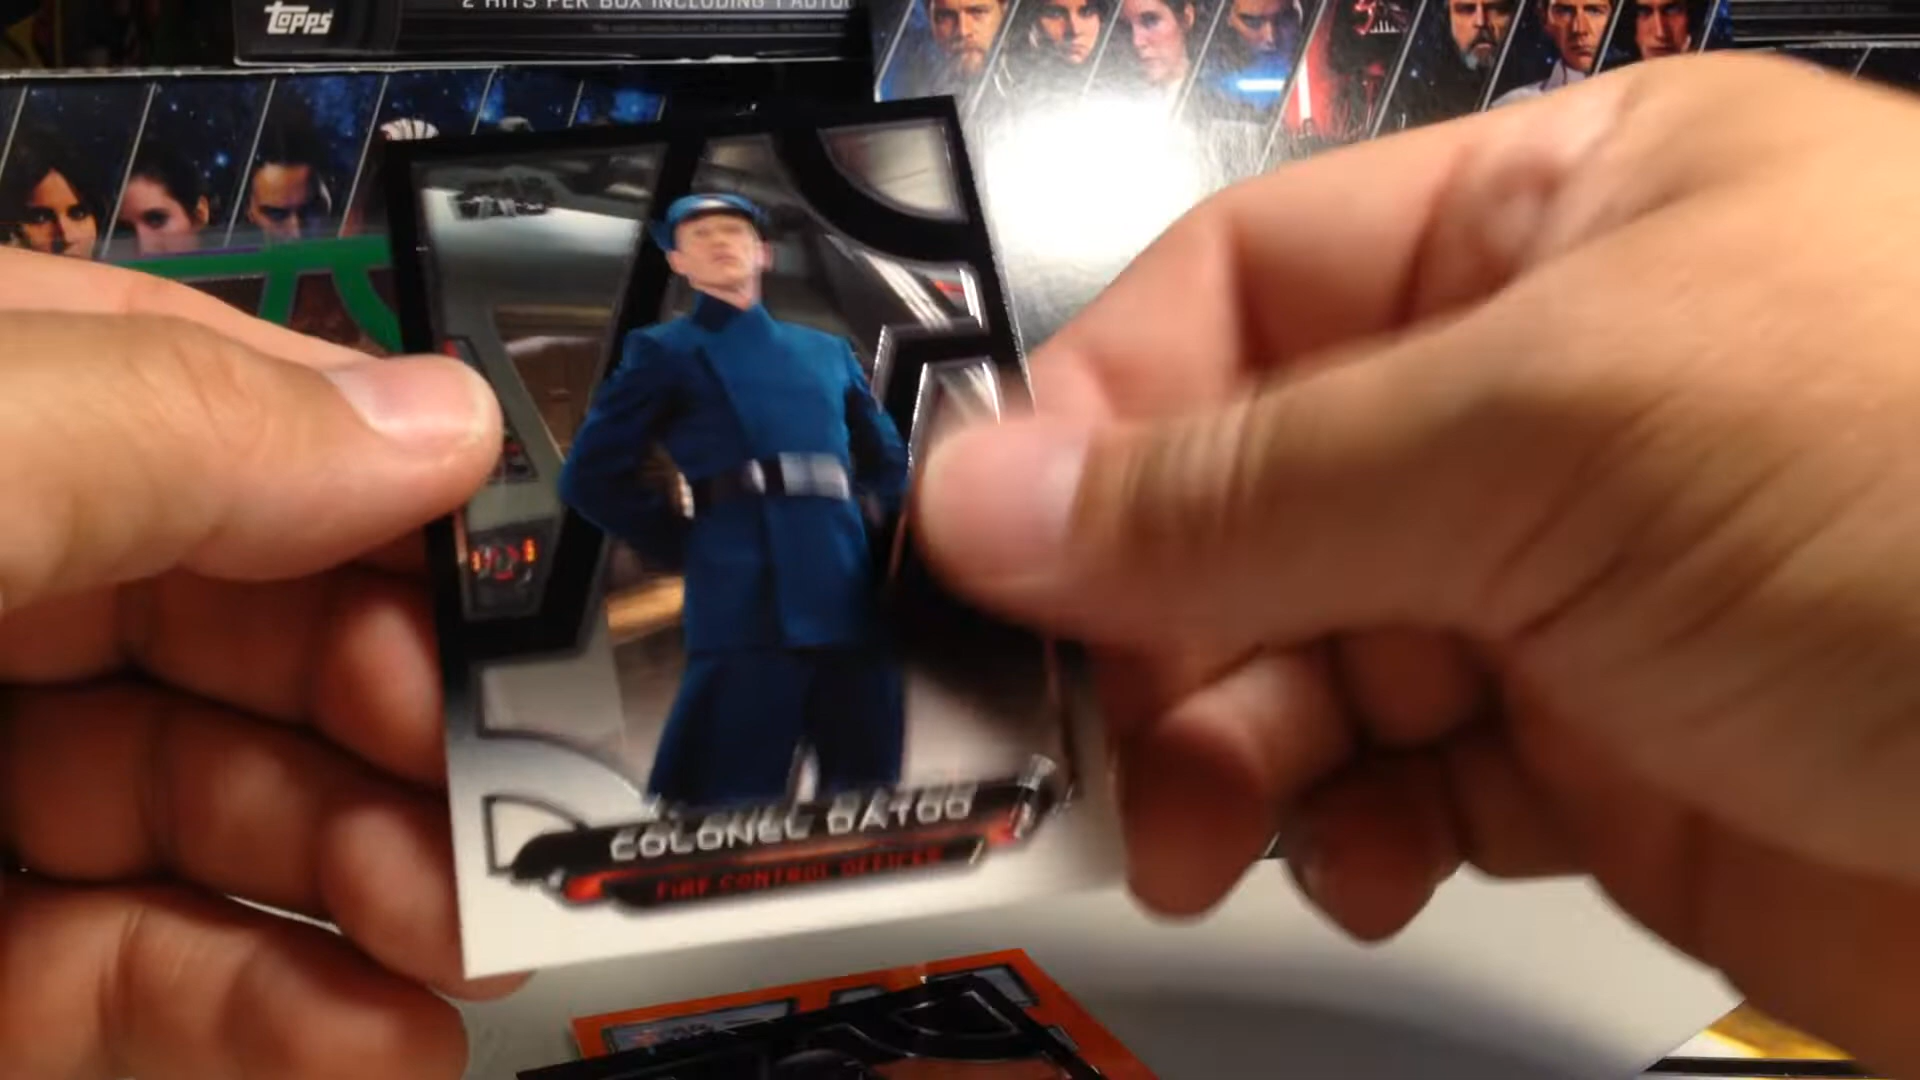 topps
2 HITS PER BOX INCLUDING 1 AUTO
COLONEL DATOO
FIRE CONTROL OFFICER